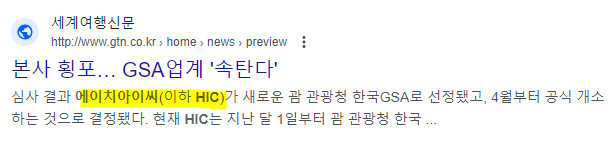 세계여행신문
http://www.gtn.co.kr › home › news › preview
본사 횡포... GSA업계 '속탄다'
심사 결과 에이치아이씨(이하 HIC)가 새로운 괌 관광청 한국GSA로 선정됐고, 4월부터 공식 개소
하는 것으로 결정됐다. 현재 HIC는 지난 달 1일부터 괌 관광청 한국 ...